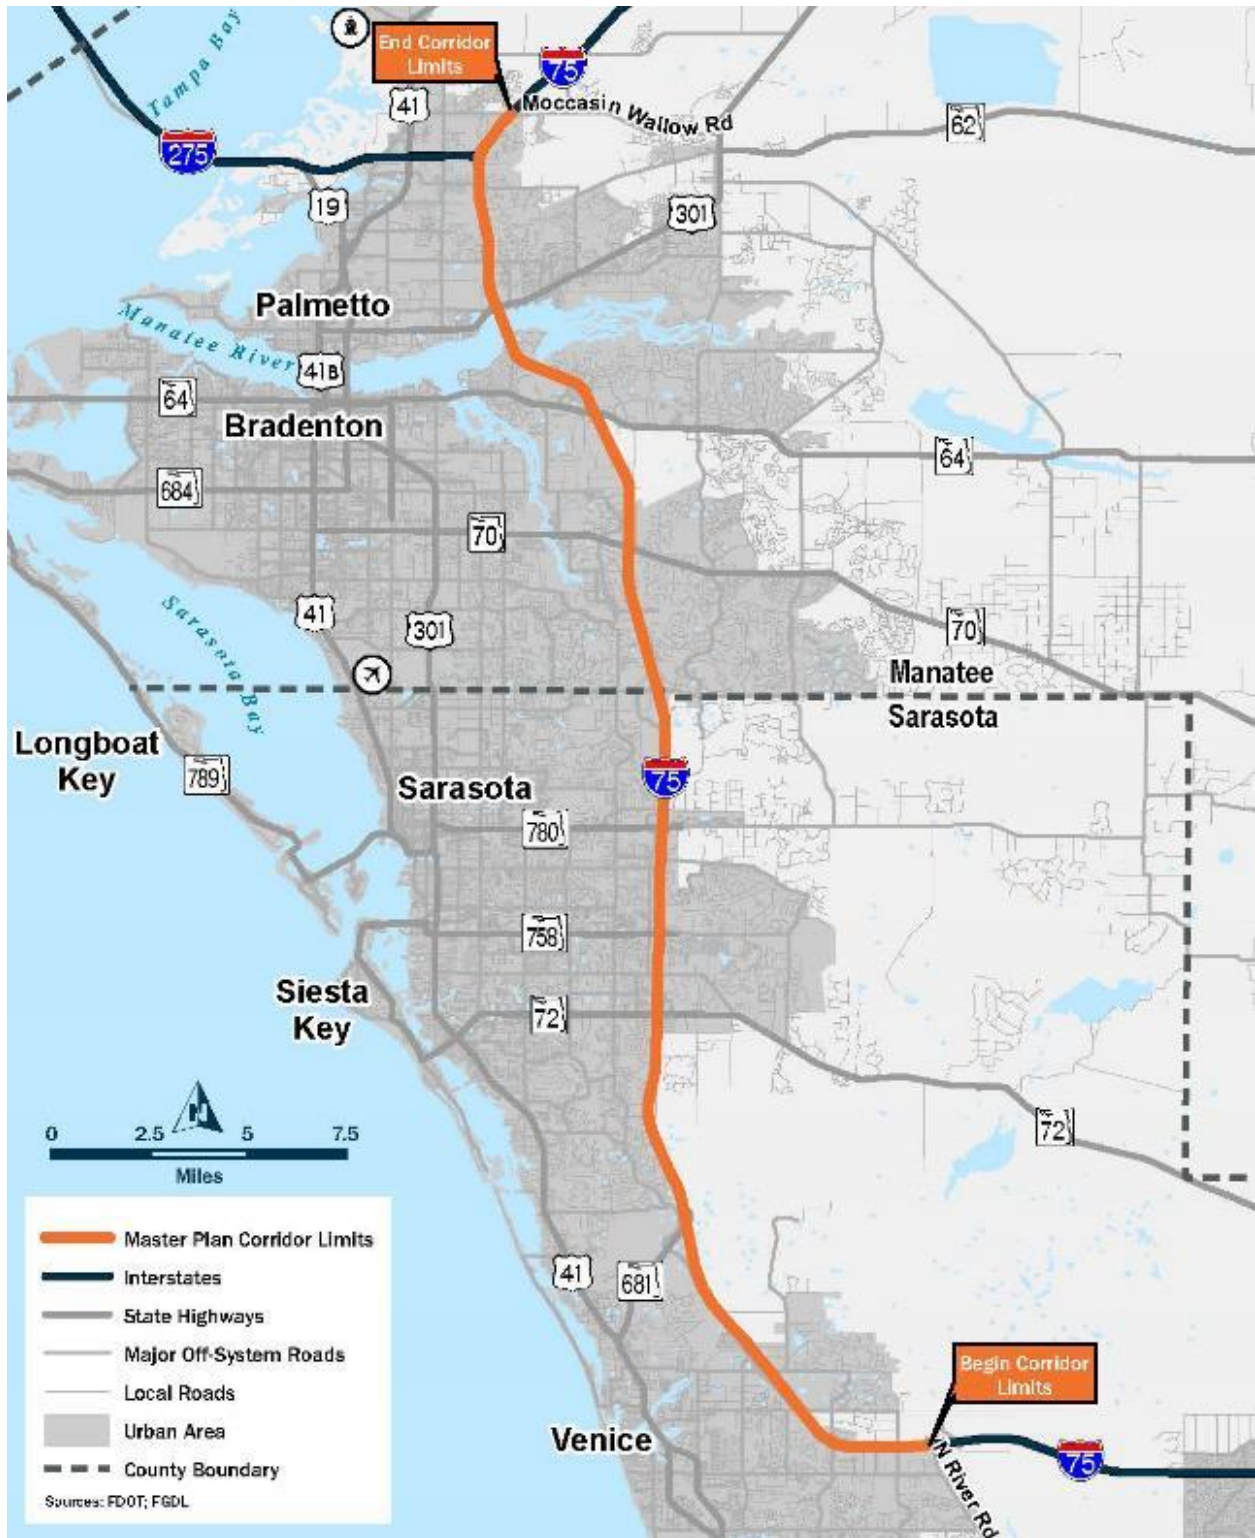 Tampa Bay
End Corridor
Limits
75
41
Moccasin Wallow Rd
62
275
19
301
Palmetto
Manatee River
41B
64
Bradenton
64
684
70
Sarasota Bay
41
301
70
Manatee
Sarasota
Longboat
Key
789
Sarasota
75
780
758
Siesta
Key
72
72
0 2.5 5 7.5
Miles
N
Master Plan Corridor Limits
Interstates
State Highways
Major Off-System Roads
Local Roads
Urban Area
County Boundary
Sources: FDOT; FGDL
41
681
Begin Corridor
Limits
Venice
75
N River Rd